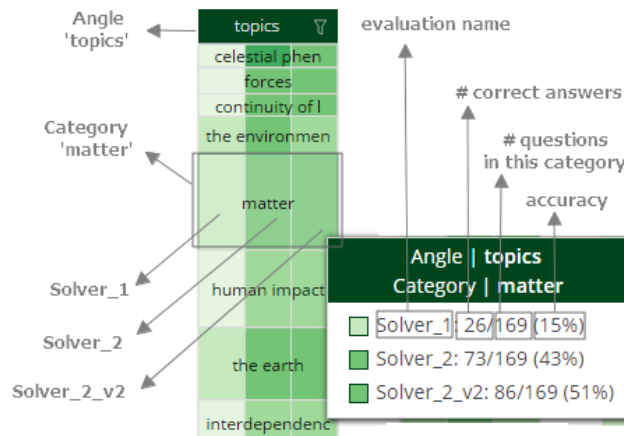 Angle
'topics'
topics
evaluation name
celestial phen
forces
continuity of l
the environmen
# correct answers
Category
'matter'
# questions
in this category
accuracy
matter
Angle | topics
Category | matter
Solver_1
human impact
Solver_1: 26/169 (15%)
Solver_2
Solver_2: 73/169 (43%)
the earth
Solver_2_v2
Solver_2_v2: 86/169 (51%)
interdependenc